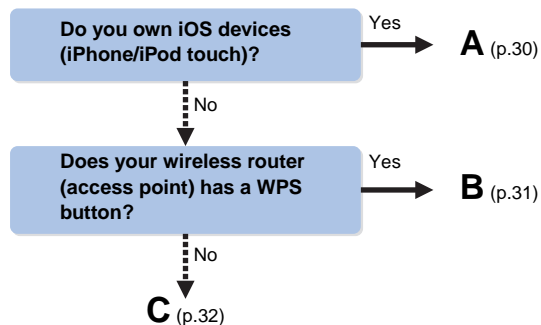 Do you own iOS devices
(iPhone/iPod touch)?
Yes
A (p.30)
No
Does your wireless router
(access point) has a WPS
button?
Yes
B (p.31)
No
C (p.32)